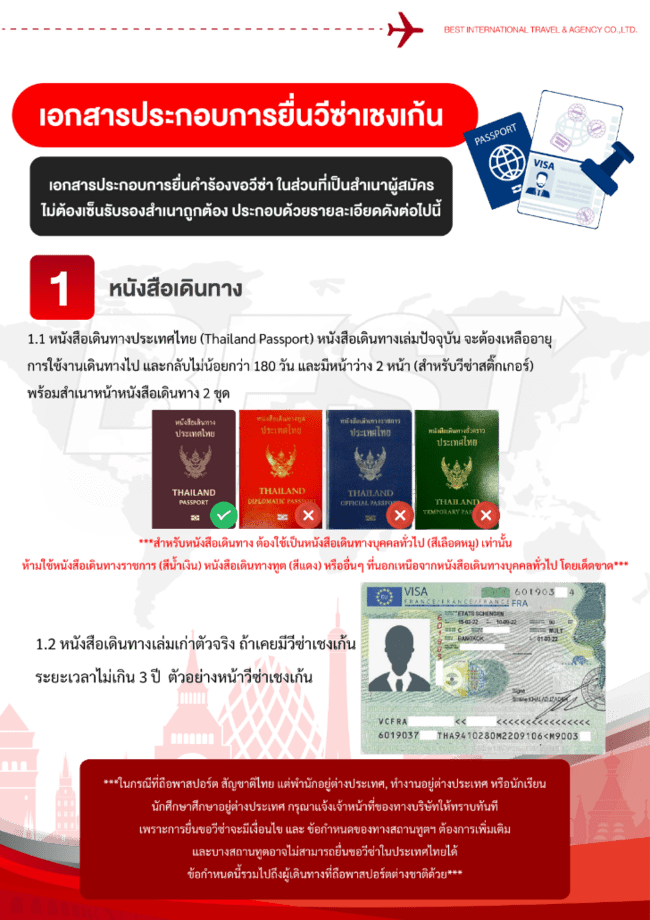 BEST INTERNATIONAL TRAVEL & AGENCY CO.,LTD.
เอกสารประกอบการยื่นวีซ่าเชงเก้น
PASSPORT
VISA
เอกสารประกอบการยื่นคำร้องขอวีซ่า ในส่วนที่เป็นสำเนาผู้สมัคร
ไม่ต้องเซ็นรับรองสำเนาถูกต้อง ประกอบด้วยรายละเอียดดังต่อไปนี้
1 หนังสือเดินทาง
BEST
1.1 หนังสือเดินทางประเทศไทย (Thailand Passport) หนังสือเดินทางเล่มปัจจุบัน จะต้องเหลืออายุ
การใช้งานเดินทางไป และกลับไม่น้อยกว่า 180 วัน และมีหน้าว่าง 2 หน้า (สำหรับวีซ่าสติ๊กเกอร์)
พร้อมสำเนาหน้าหนังสือเดินทาง 2 ชุด
หนังสือเดินทาง
ประเทศไทย
THAILAND
PASSPORT
หนังสือเดินทางทูต
ประเทศไทย
THAILAND
DIPLOMATIC PASSPORT
หนังสือเดินทางราชการ
ประเทศไทย
THAILAND
OFFICIAL PASSPORT
หนังสือเดินทางชั่วคราว
ประเทศไทย
THAILAND
TEMPORARY PASSPORT
***สำหรับหนังสือเดินทาง ต้องใช้เป็นหนังสือเดินทางบุคคลทั่วไป (สีเลือดหมู) เท่านั้น
ห้ามใช้หนังสือเดินทางราชการ (สีน้ำเงิน) หนังสือเดินทางทูต (สีแดง) หรืออื่นๆ ที่นอกเหนือจากหนังสือเดินทางบุคคลทั่วไป โดยเด็ดขาด***
1.2 หนังสือเดินทางเล่มเก่าตัวจริง ถ้าเคยมีวีซ่าเชงเก้น
ระยะเวลาไม่เกิน 3 ปี ตัวอย่างหน้าวีซ่าเชงเก้น
VISA
601903 4
FRANCE/FRANCE/FRANCE
FRA
ETATS SCHENGEN
15-03-22
10-09-22
90
C
MULT
BANGKOK
01-03-22
VCFRA <<  <<<<<<<<<<<<<<<<<
6019037 THA9410280M2209106<M9D03
***ในกรณีที่ถือพาสปอร์ต สัญชาติไทย แต่พำนักอยู่ต่างประเทศ, ทำงานอยู่ต่างประเทศ หรือนักเรียน
นักศึกษาศึกษาอยู่ต่างประเทศ กรุณาแจ้งเจ้าหน้าที่ของทางบริษัทให้ทราบทันที
เพราะการยื่นขอวีซ่าจะมีเงื่อนไข และ ข้อกำหนดของทางสถานทูตฯ ต้องการเพิ่มเติม
และบางสถานทูตอาจไม่สามารถยื่นขอวีซ่าในประเทศไทยได้
ข้อกำหนดนี้รวมไปถึงผู้เดินทางที่ถือพาสปอร์ตต่างชาติด้วย***